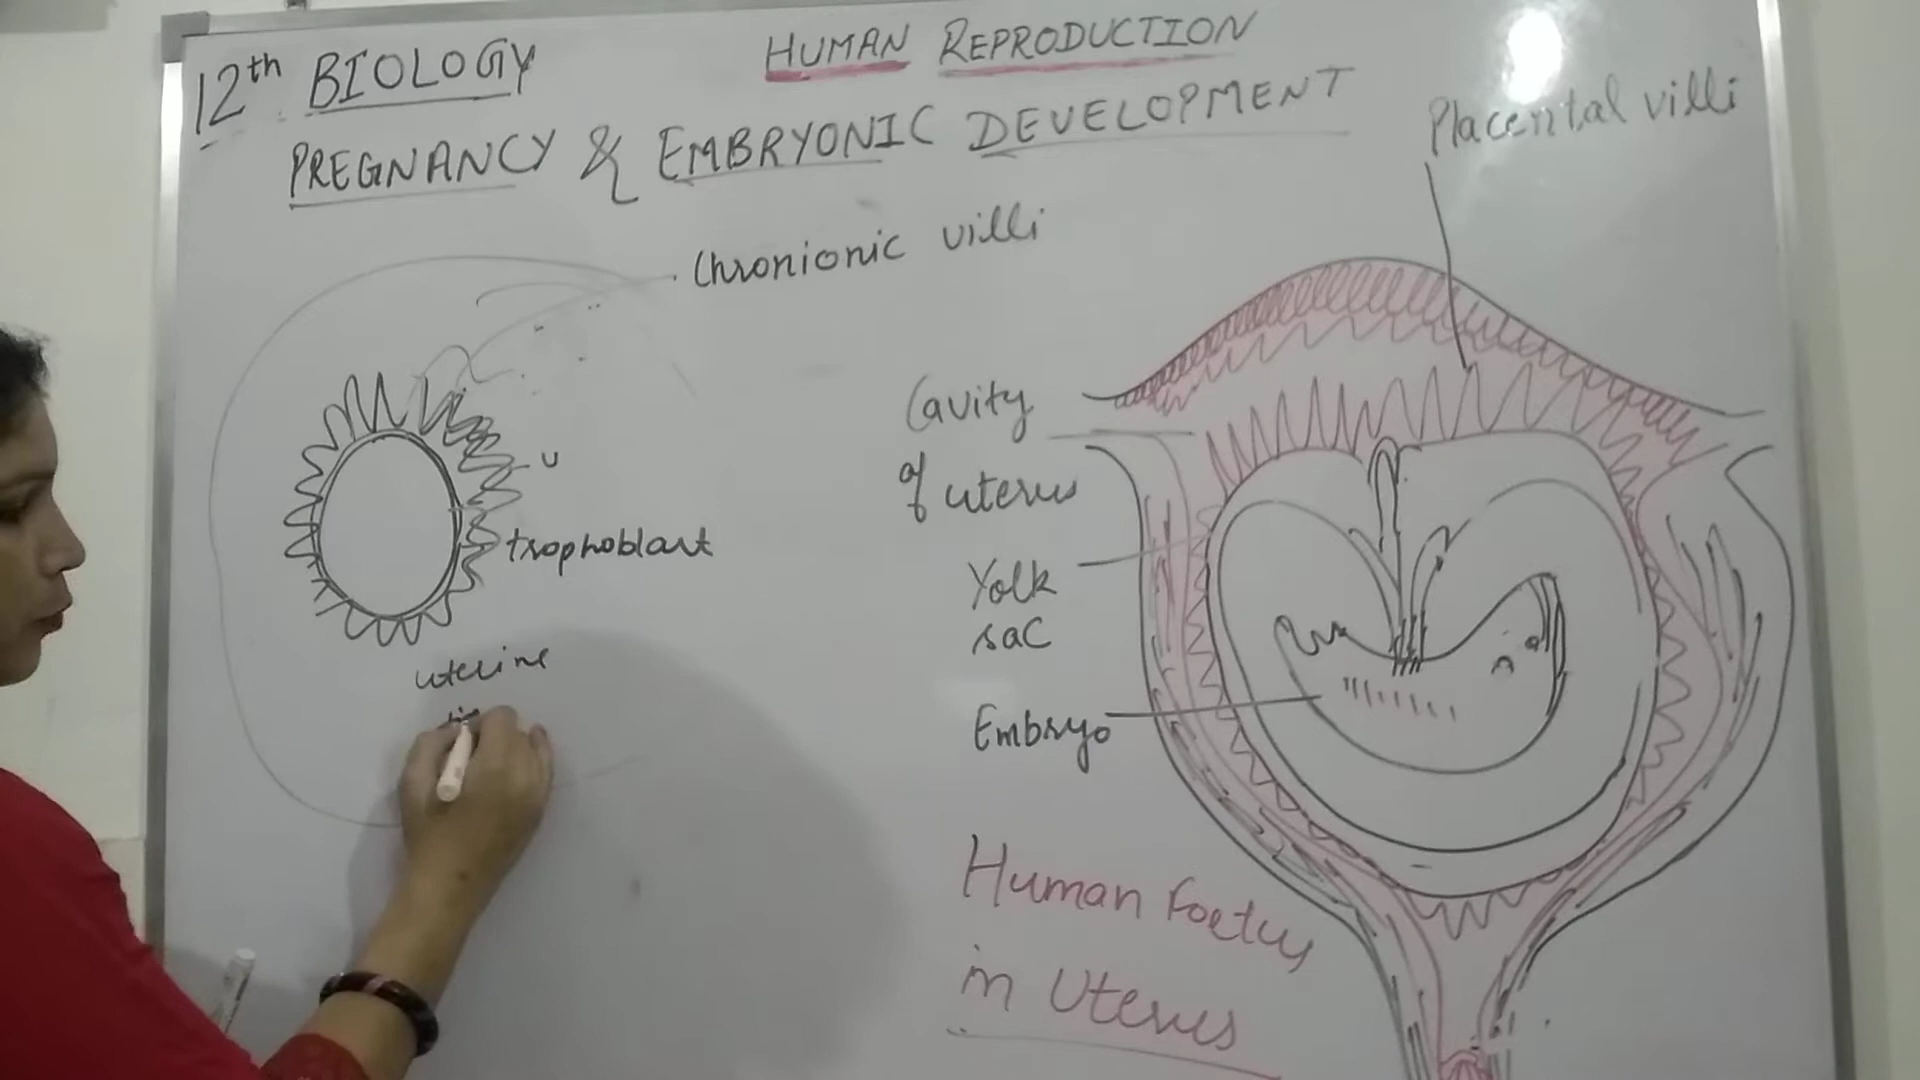 12th BIOLOGY
HUMAN REPRODUCTION
PREGNANCY & EMBRYONIC DEVELOPMENT
Placental villi
Chronionic villi
Cavity
of uterus
u
trophoblast
Yolk
sac
uterine
Embryo
Human Foetus
in Uterus